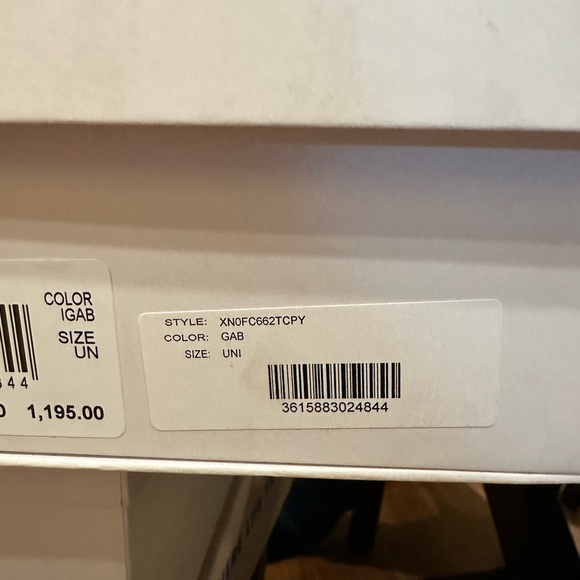 COLOR
IGAB
SIZE
UN
44
1,195.00
STYLE: XN0FC662TCPY
COLOR: GAB
SIZE: UNI
3615883024844